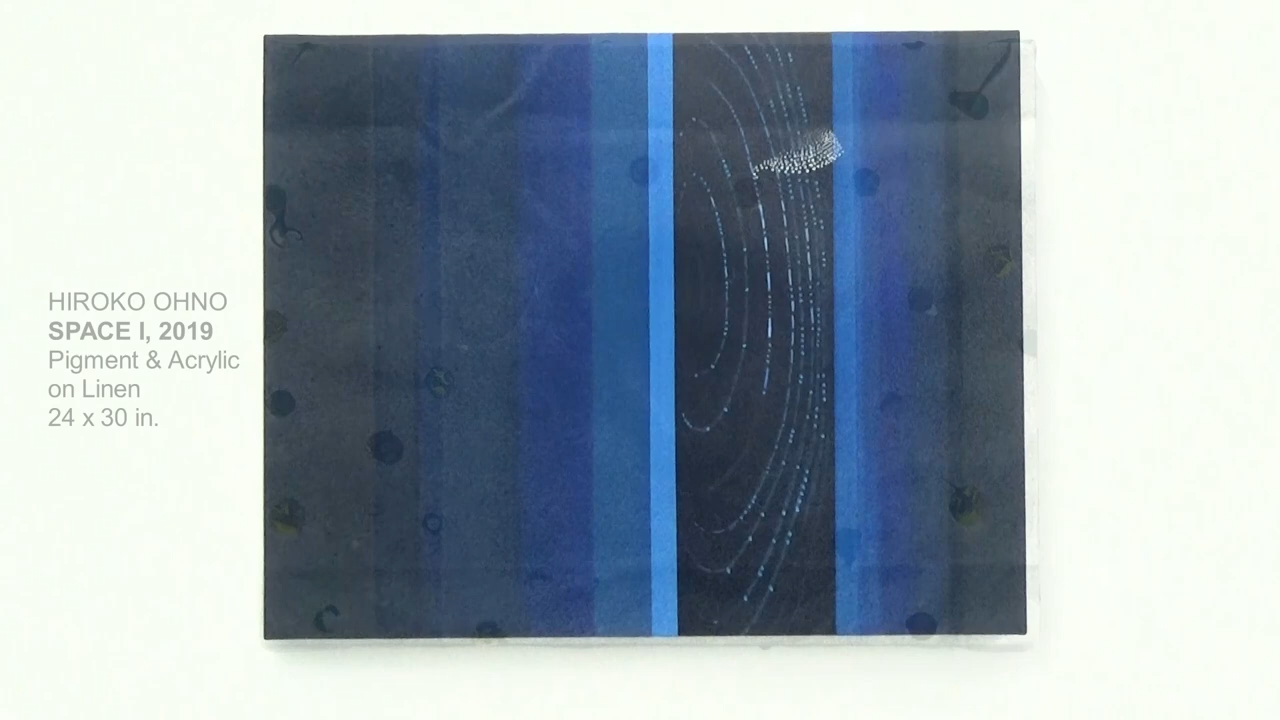 HIROKO OHNO
SPACE I, 2019
Pigment & Acrylic
on Linen
24 x 30 in.